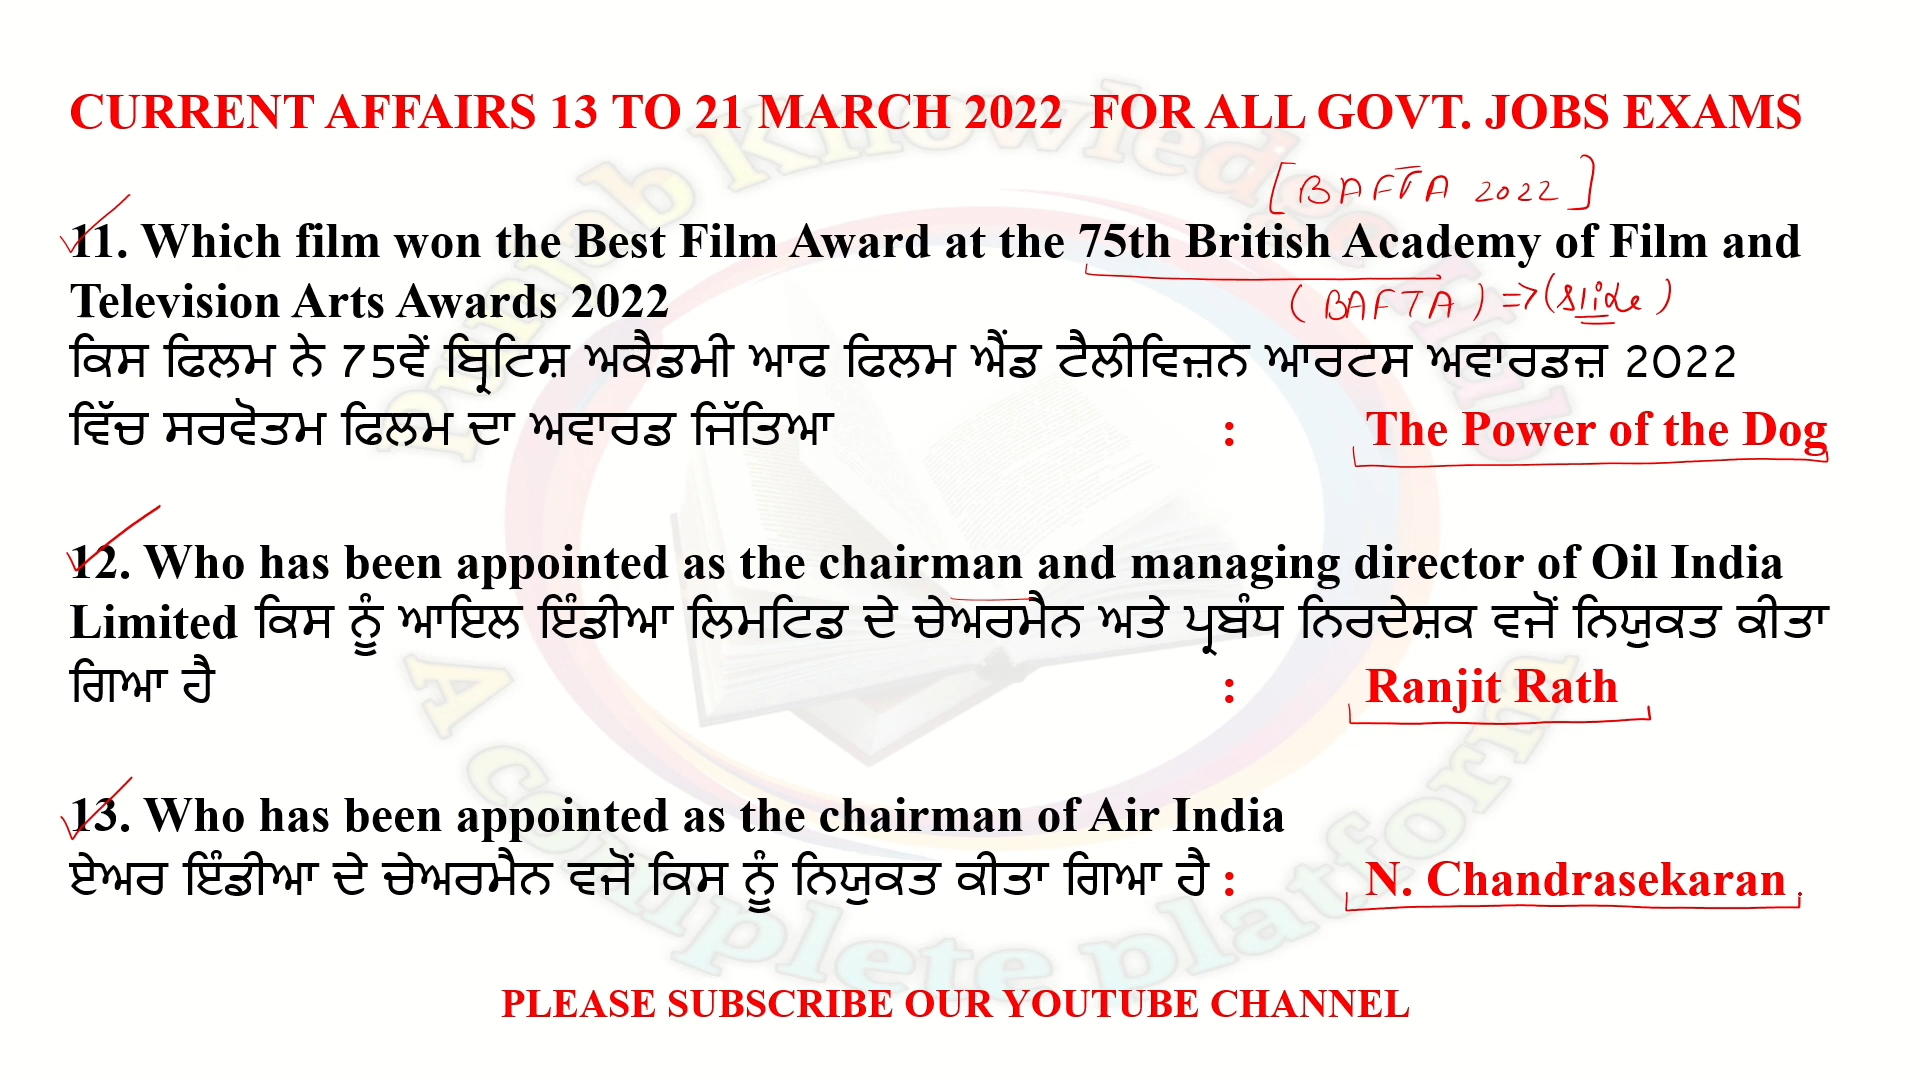 CURRENT AFFAIRS 13 TO 21 MARCH 2022 FOR ALL GOVT. JOBS EXAMS
[BAFTA 2022]
11. Which film won the Best Film Award at the 75th British Academy of Film and
Television Arts Awards 2022
(BAFTA) => (Slide)
ਕਿਸ ਫਿਲਮ ਨੇ 75ਵੇਂ ਬ੍ਰਿਟਿਸ਼ ਅਕੈਡਮੀ ਆਫ ਫਿਲਮ ਐਂਡ ਟੈਲੀਵਿਜ਼ਨ ਆਰਟਸ ਅਵਾਰਡਜ਼ 2022
ਵਿੱਚ ਸਰਵੋਤਮ ਫਿਲਮ ਦਾ ਅਵਾਰਡ ਜਿੱਤਿਆ : The Power of the Dog
12. Who has been appointed as the chairman and managing director of Oil India
Limited ਕਿਸ ਨੂੰ ਆਇਲ ਇੰਡੀਆ ਲਿਮਟਿਡ ਦੇ ਚੇਅਰਮੈਨ ਅਤੇ ਪ੍ਰਬੰਧ ਨਿਰਦੇਸ਼ਕ ਵਜੋਂ ਨਿਯੁਕਤ ਕੀਤਾ
ਗਿਆ ਹੈ : Ranjit Rath
13. Who has been appointed as the chairman of Air India
ਏਅਰ ਇੰਡੀਆ ਦੇ ਚੇਅਰਮੈਨ ਵਜੋਂ ਕਿਸ ਨੂੰ ਨਿਯੁਕਤ ਕੀਤਾ ਗਿਆ ਹੈ : N. Chandrasekaran
PLEASE SUBSCRIBE OUR YOUTUBE CHANNEL
Punjab Knowledge Hub
A complete platform